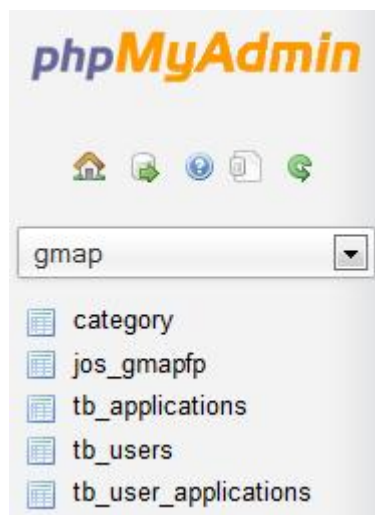 phpMyAdmin
gmap
category
jos_gmapfp
tb_applications
tb_users
tb_user_applications